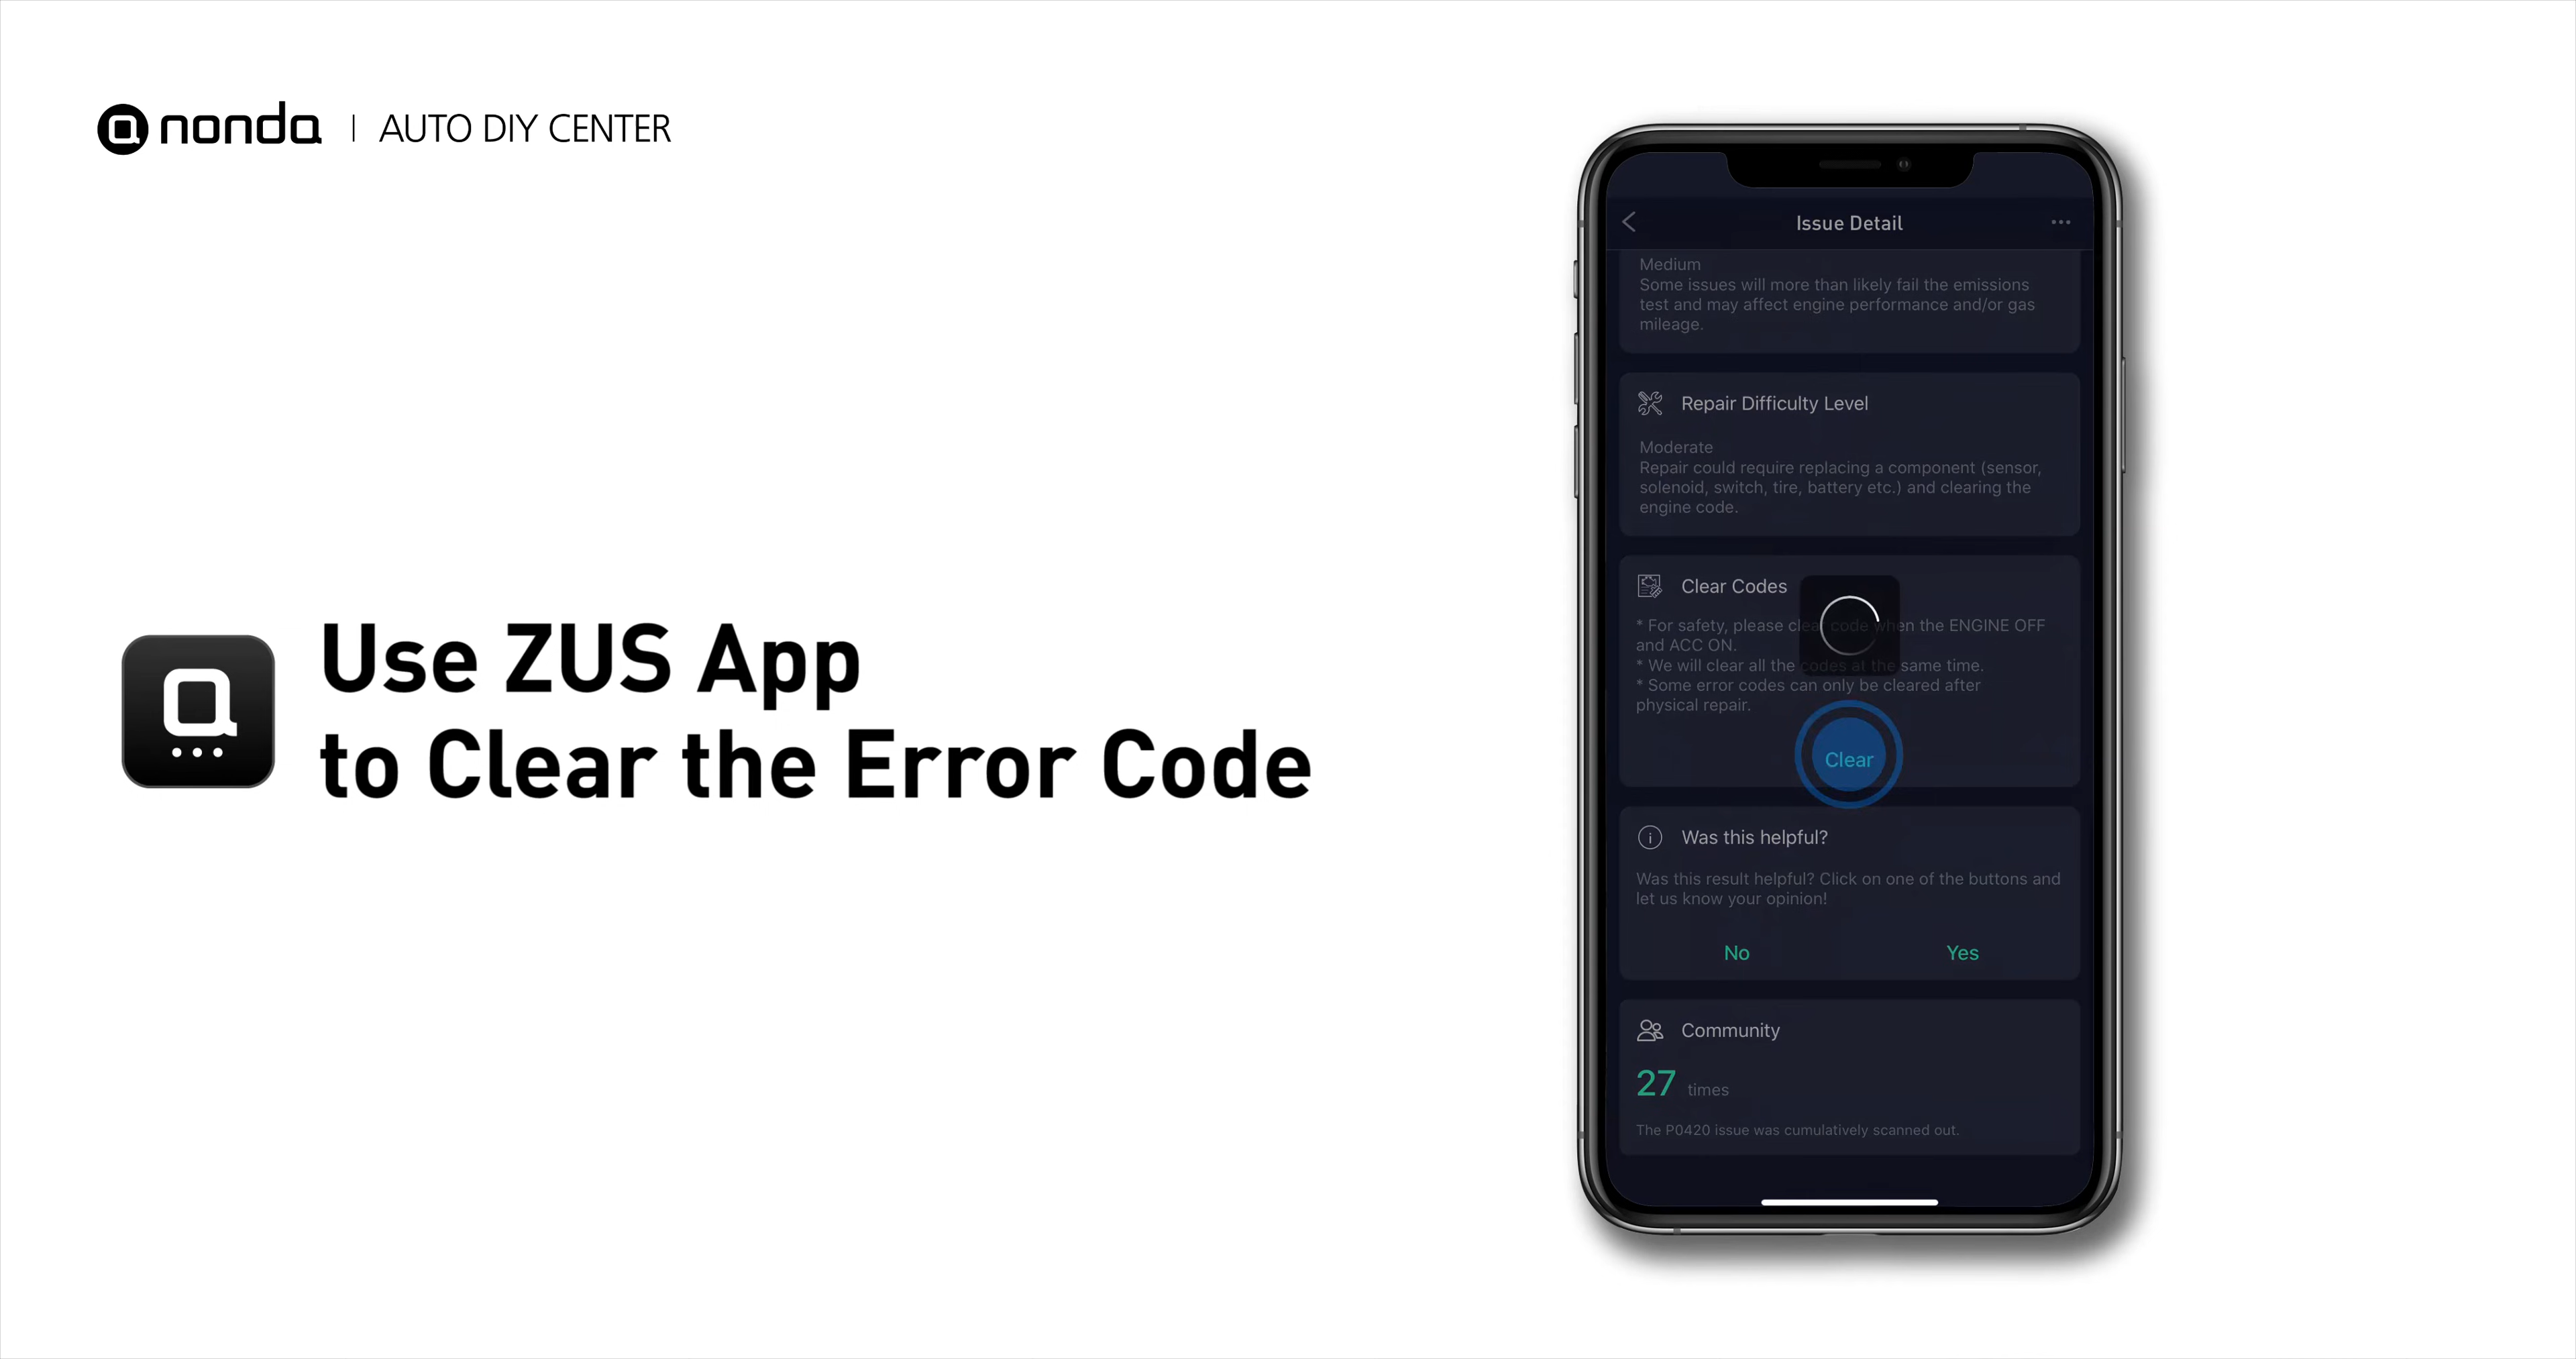 nonda | AUTO DIY CENTER
Use ZUS App
to Clear the Error Code
Issue Detail
Medium
Some issues will more than likely fail the emissions
test and may affect engine performance and/or gas
mileage.
Repair Difficulty Level
Moderate
Repair could require replacing a component (sensor,
solenoid, switch, tire, battery etc.) and clearing the
engine code.
Clear Codes
* For safety, please clear code when the ENGINE OFF
and ACC ON.
* We will clear all the codes at the same time.
* Some error codes can only be cleared after
physical repair.
Clear
Was this helpful?
Was this result helpful? Click on one of the buttons and
let us know your opinion!
No Yes
Community
27 times
The P0420 issue was cumulatively scanned out.